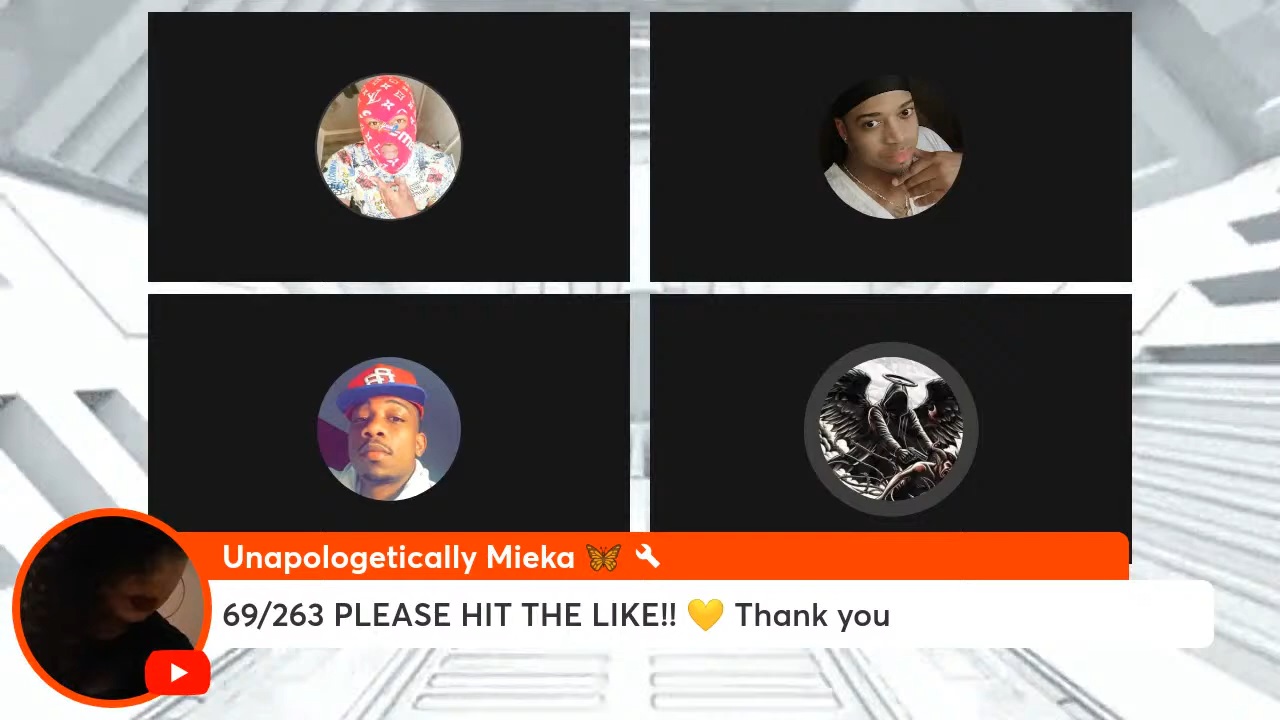 Unapologetically Mieka 🦋 🔧
69/263 PLEASE HIT THE LIKE!! 💛 Thank you